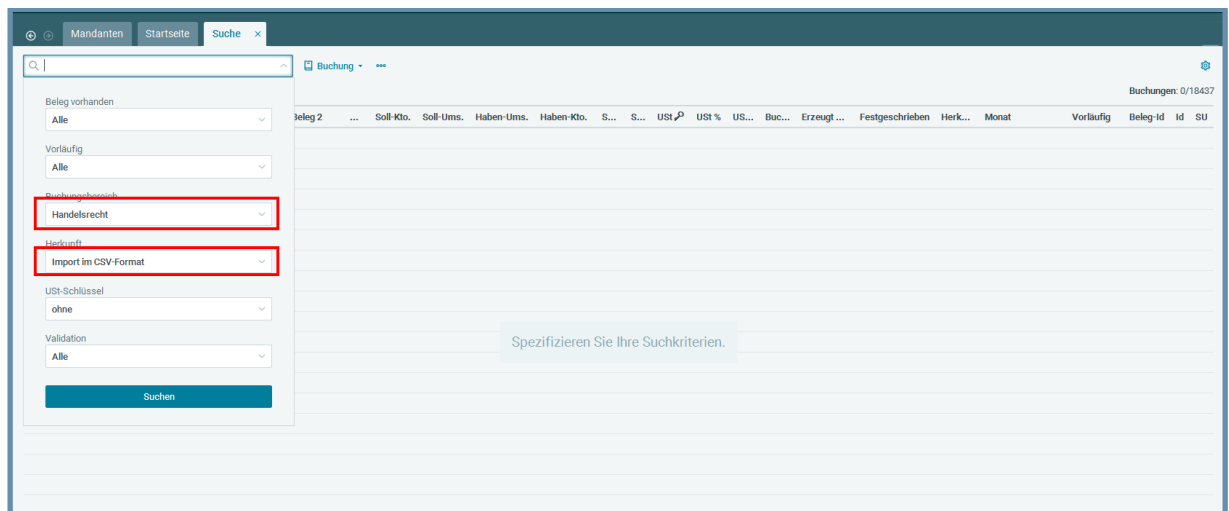 Mandanten Startseite Suche ×
Buchung •••
Buchungen: 0/18437
Beleg vorhanden
Alle
Beleg 2 ... Soll-Kto. Soll-Ums. Haben-Ums. Haben-Kto. S... S... USt USt % US... Buc... Erzeugt ... Festgeschrieben Herk... Monat Vorläufig Beleg-Id Id SU
Vorläufig
Alle
Buchungsbereich
Handelsrecht
Herkunft
Import im CSV-Format
USt-Schlüssel
ohne
Validation
Alle
Spezifizieren Sie Ihre Suchkriterien.
Suchen